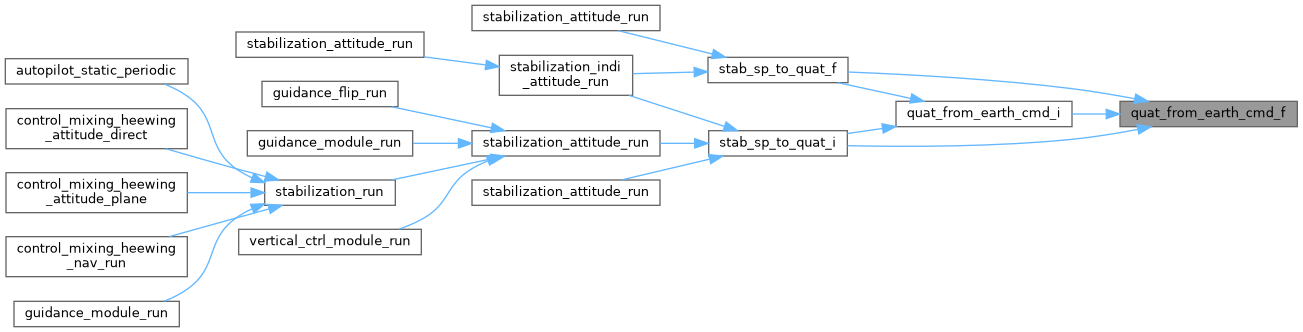 stabilization_attitude_run
stabilization_attitude_run
stabilization_indi
_attitude_run
stab_sp_to_quat_f
autopilot_static_periodic
guidance_flip_run
quat_from_earth_cmd_i
quat_from_earth_cmd_f
control_mixing_heewing
_attitude_direct
guidance_module_run
stabilization_attitude_run
stab_sp_to_quat_i
control_mixing_heewing
_attitude_plane
stabilization_run
stabilization_attitude_run
vertical_ctrl_module_run
control_mixing_heewing
_nav_run
guidance_module_run